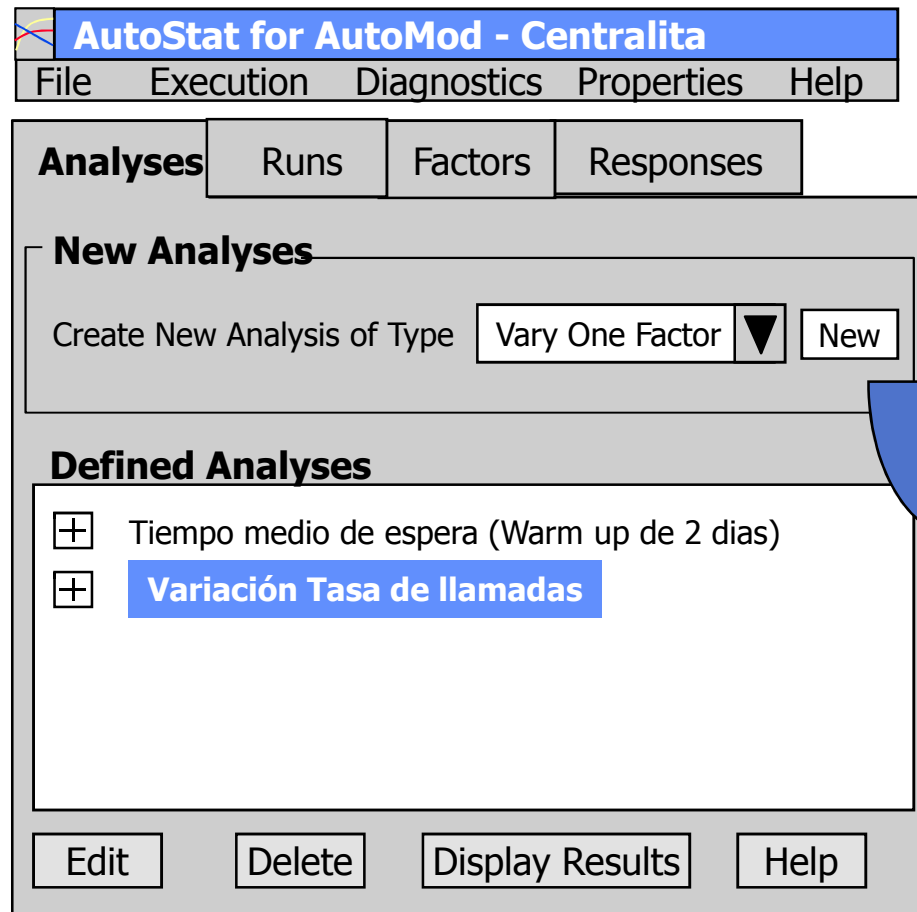 AutoStat for AutoMod - Centralita
File Execution Diagnostics Properties Help
Analyses Runs Factors Responses
New Analyses
Create New Analysis of Type Vary One Factor New
Defined Analyses
Tiempo medio de espera (Warm up de 2 dias)
Variación Tasa de llamadas
Edit Delete Display Results Help